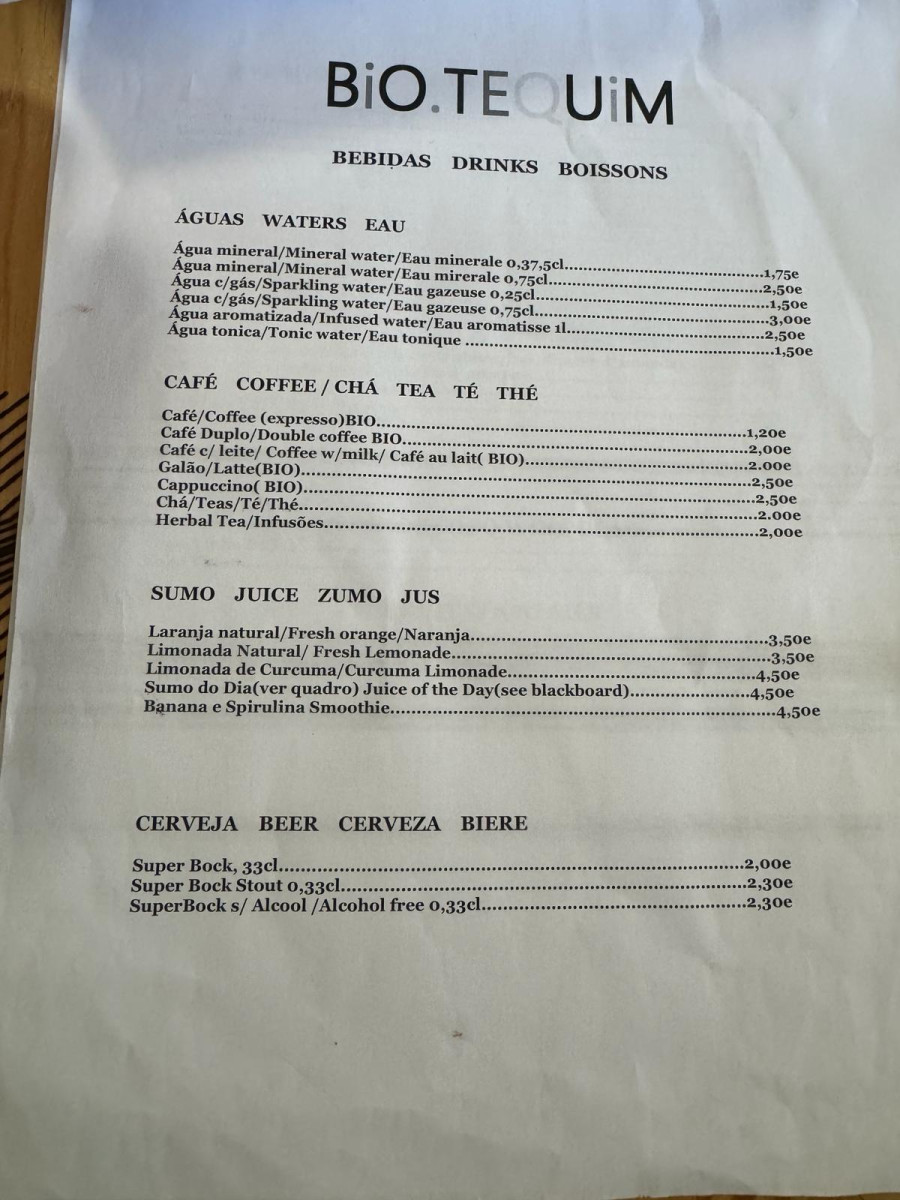 BiO.TEQUiM
BEBIDAS DRINKS BOISSONS
ÁGUAS WATERS EAU
Água mineral/Mineral water/Eau minerale 0,37,5cl...................................................1,75e
Água mineral/Mineral water/Eau mirerale 0,75cl.......................................................2,50e
Água c/gás/Sparkling water/Eau gazeuse 0,25cl............................................................1,50e
Água c/gás/Sparkling water/Eau gazeuse 0,75cl............................................................3,00e
Água aromatizada/Infused water/Eau aromatisse 1l....................................................2,50e
Água tonica/Tonic water/Eau tonique ................................................................................1,50e
CAFÉ COFFEE / CHÁ TEA TÉ THÉ
Café/Coffee (expresso)BIO................................................................................................1,20e
Café Duplo/Double coffee BIO...........................................................................................2,00e
Café c/ leite/ Coffee w/milk/ Café au lait( BIO).........................................................2.00e
Galão/Latte(BIO)..................................................................................................................2,50e
Cappuccino( BIO)..................................................................................................................2,50e
Chá/Teas/Té/Thé...................................................................................................................2.00e
Herbal Tea/Infusões.............................................................................................................2,00e
SUMO JUICE ZUMO JUS
Laranja natural/Fresh orange/Naranja............................................................................3,50e
Limonada Natural/ Fresh Lemonade................................................................................3,50e
Limonada de Curcuma/Curcuma Limonade................................................................4,50e
Sumo do Dia(ver quadro) Juice of the Day(see blackboard)..............................4,50e
Banana e Spirulina Smoothie...............................................................................................4,50e
CERVEJA BEER CERVEZA BIERE
Super Bock, 33cl..................................................................................................................2,00e
Super Bock Stout 0,33cl......................................................................................................2,30e
SuperBock s/ Alcool /Alcohol free 0,33cl..................................................................2,30e